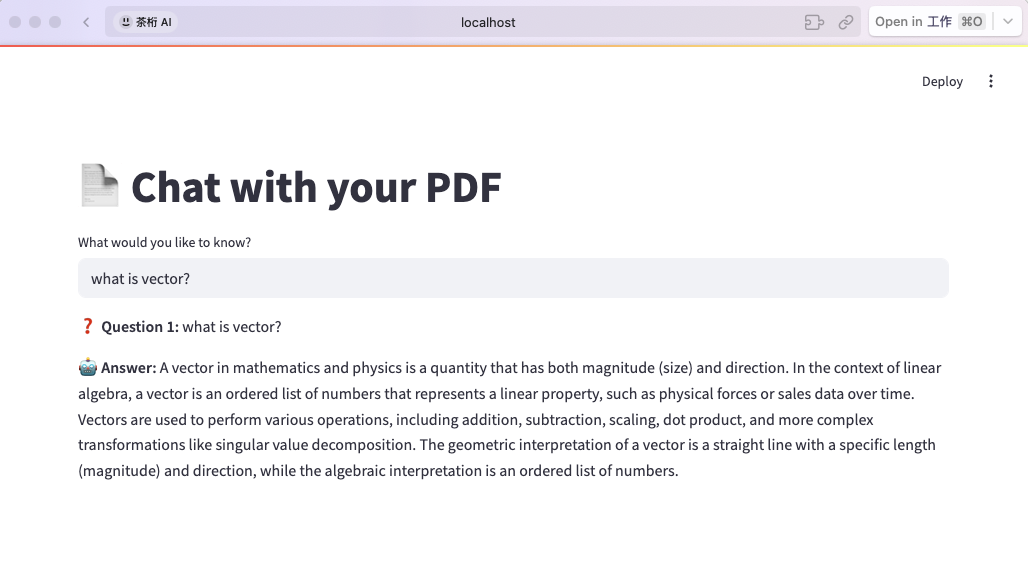 茶桁 AI
localhost
Open in 工作 ⌘O
Deploy
Chat with your PDF
What would you like to know?
what is vector?
❓ Question 1: what is vector?
🤖 Answer: A vector in mathematics and physics is a quantity that has both magnitude (size) and direction. In the context of linear
algebra, a vector is an ordered list of numbers that represents a linear property, such as physical forces or sales data over time.
Vectors are used to perform various operations, including addition, subtraction, scaling, dot product, and more complex
transformations like singular value decomposition. The geometric interpretation of a vector is a straight line with a specific length
(magnitude) and direction, while the algebraic interpretation is an ordered list of numbers.